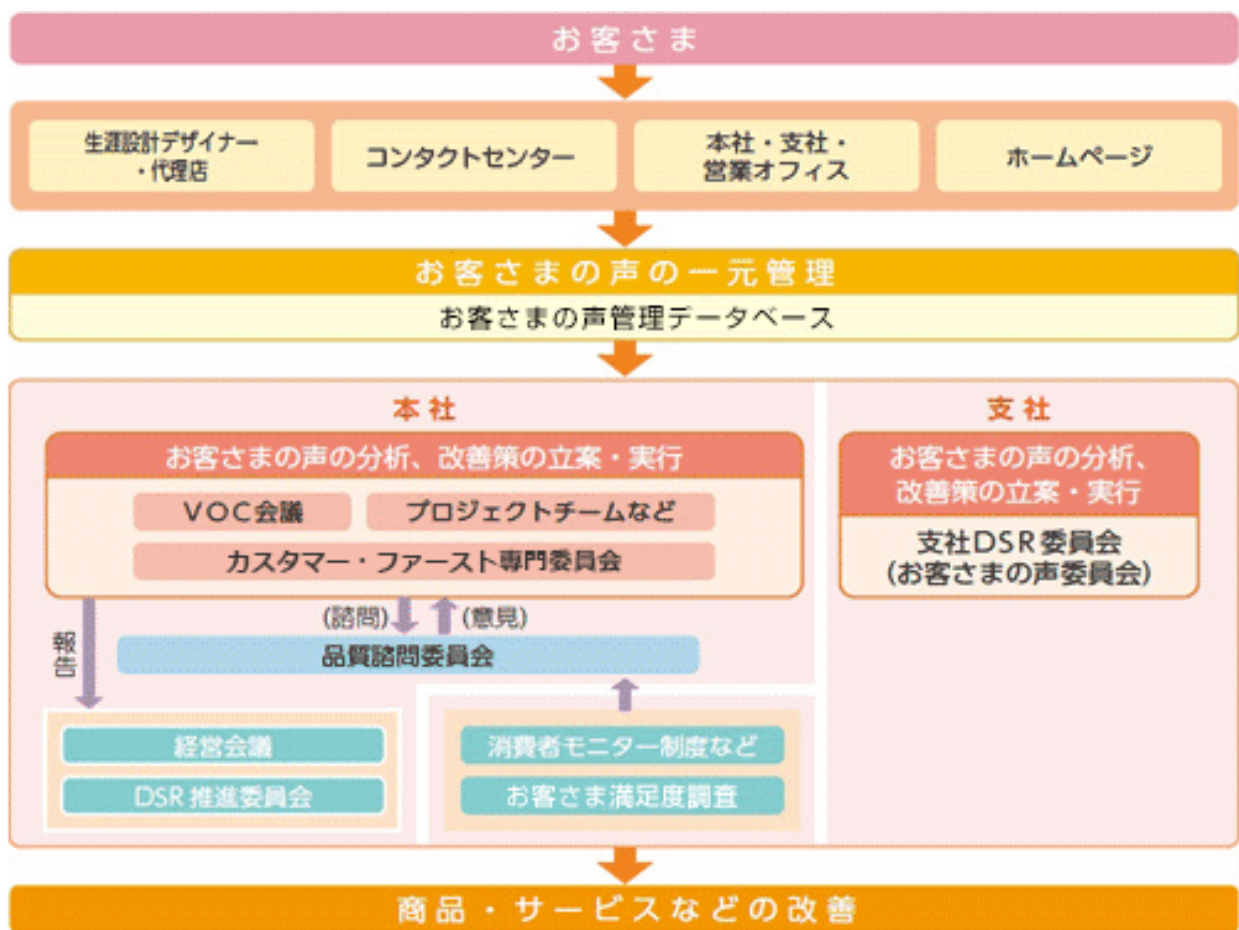 お客さま
生涯設計デザイナー
・代理店
コンタクトセンター
本社・支社・
営業オフィス
ホームページ
お客さまの声の一元管理
お客さまの声管理データベース
本社
お客さまの声の分析、改善策の立案・実行
VOC会議
プロジェクトチームなど
カスタマー・ファースト専門委員会
(諮問)
(意見)
報告
品質諮問委員会
経営会議
DSR推進委員会
消費者モニター制度など
お客さま満足度調査
支社
お客さまの声の分析、
改善策の立案・実行
支社DSR委員会
(お客さまの声委員会)
商品・サービスなどの改善